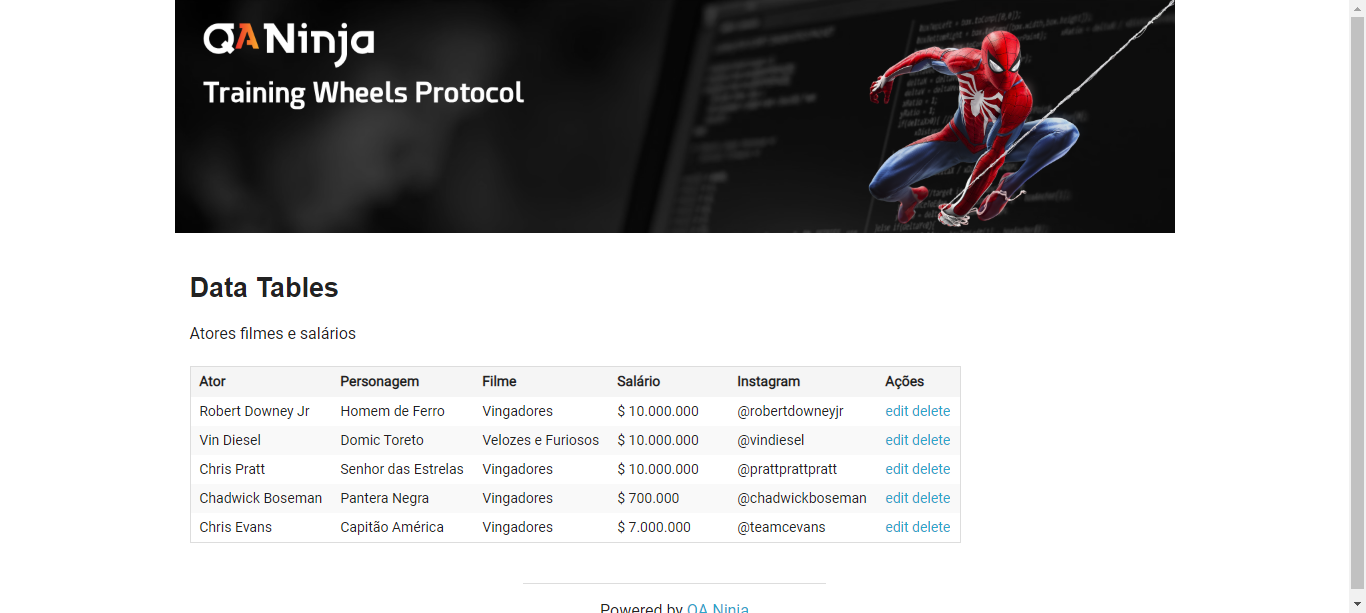 QANinja
Training Wheels Protocol
Data Tables
Atores filmes e salários
Ator Personagem Filme Salário Instagram Ações
Robert Downey Jr Homem de Ferro Vingadores $ 10.000.000 @robertdowneyjr edit delete
Vin Diesel Domic Toreto Velozes e Furiosos $ 10.000.000 @vindiesel edit delete
Chris Pratt Senhor das Estrelas Vingadores $ 10.000.000 @prattprattpratt edit delete
Chadwick Boseman Pantera Negra Vingadores $ 700.000 @chadwickboseman edit delete
Chris Evans Capitão América Vingadores $ 7.000.000 @teamcevans edit delete
Powered by QA Ninja